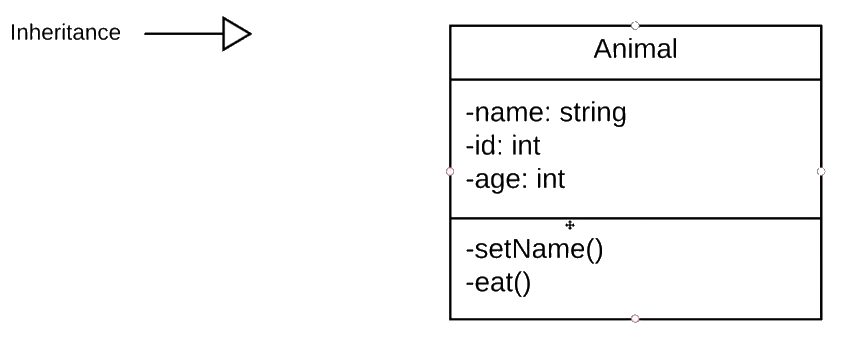 Inheritance
Animal
-name: string
-id: int
-age: int
-setName()
-eat()